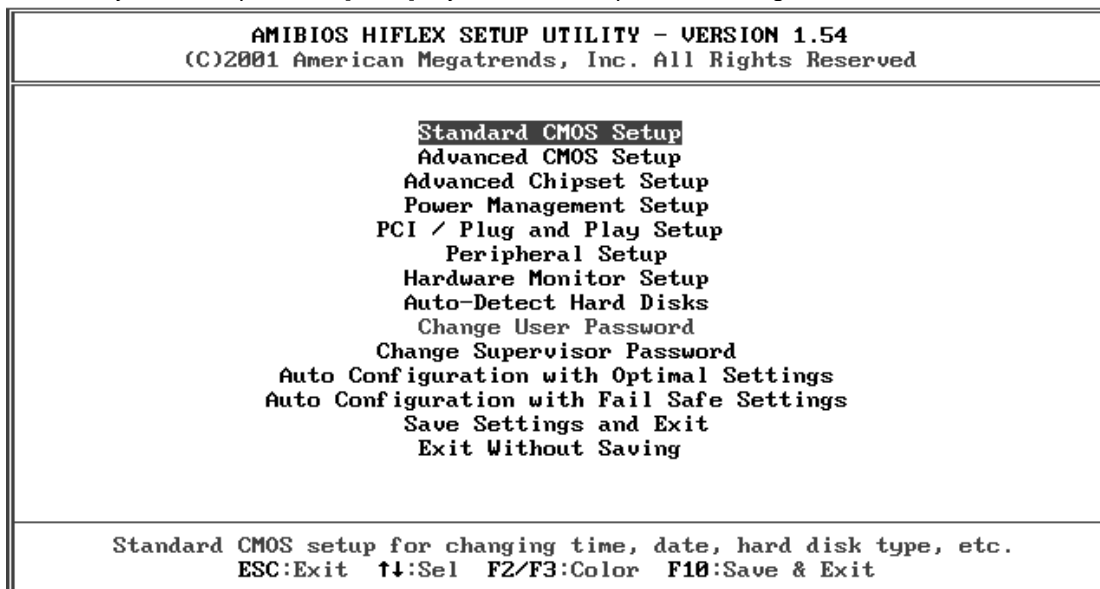 AMIBIOS HIFLEX SETUP UTILITY - VERSION 1.54
(C)2001 American Megatrends, Inc. All Rights Reserved
Standard CMOS Setup
Advanced CMOS Setup
Advanced Chipset Setup
Power Management Setup
PCI / Plug and Play Setup
Peripheral Setup
Hardware Monitor Setup
Auto-Detect Hard Disks
Change User Password
Change Supervisor Password
Auto Configuration with Optimal Settings
Auto Configuration with Fail Safe Settings
Save Settings and Exit
Exit Without Saving
Standard CMOS setup for changing time, date, hard disk type, etc.
ESC:Exit ↑↓:Sel F2/F3:Color F10:Save & Exit